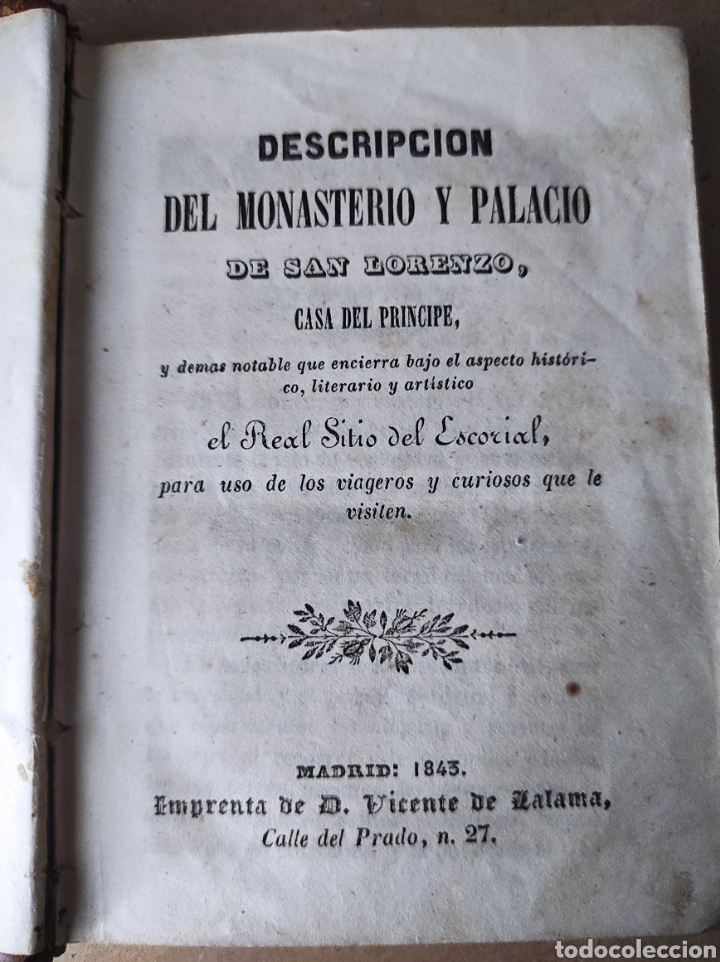 DESCRIPCION
DEL MONASTERIO Y PALACIO
DE SAN LORENZO,
CASA DEL PRINCIPE,
y demas notable que encierra bajo el aspecto históri-
co, literario y artístico
el Real Sitio del Escorial,
para uso de los viageros y curiosos que le
visiten.
MADRID: 1843.
Imprenta de D. Vicente de Lalama,
Calle del Prado, n. 27.
todocoleccion
todocoleccion.net